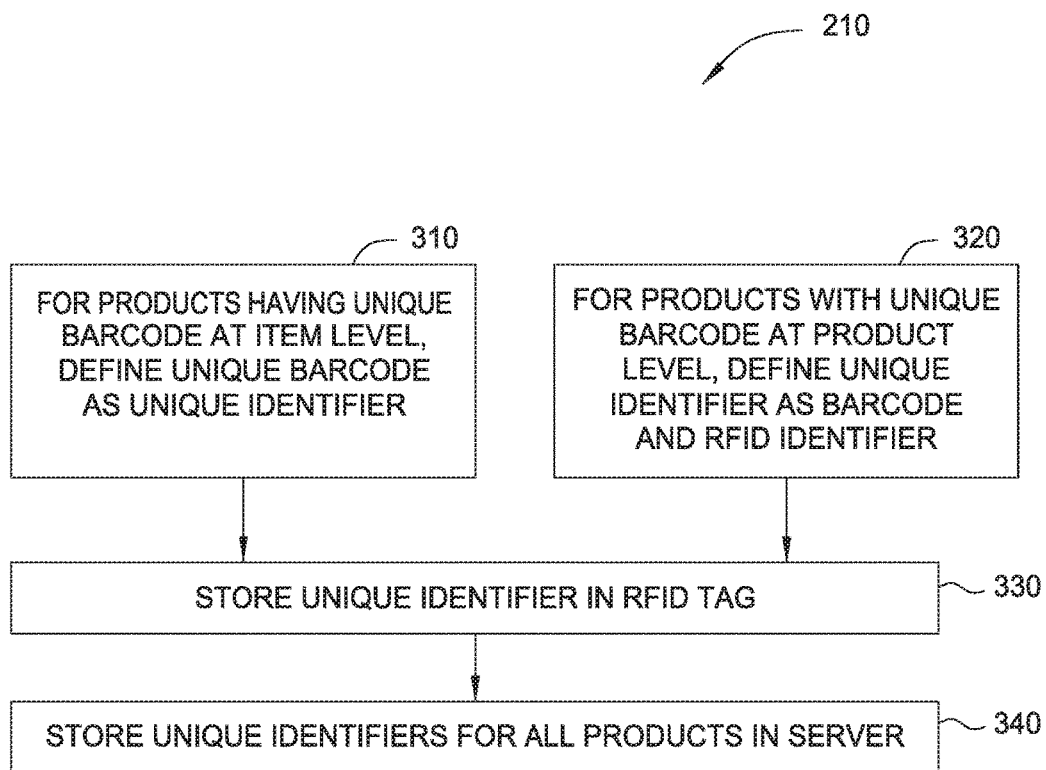 210
310
FOR PRODUCTS HAVING UNIQUE
BARCODE AT ITEM LEVEL,
DEFINE UNIQUE BARCODE
AS UNIQUE IDENTIFIER
320
FOR PRODUCTS WITH UNIQUE
BARCODE AT PRODUCT
LEVEL, DEFINE UNIQUE
IDENTIFIER AS BARCODE
AND RFID IDENTIFIER
STORE UNIQUE IDENTIFIER IN RFID TAG
330
STORE UNIQUE IDENTIFIERS FOR ALL PRODUCTS IN SERVER
340